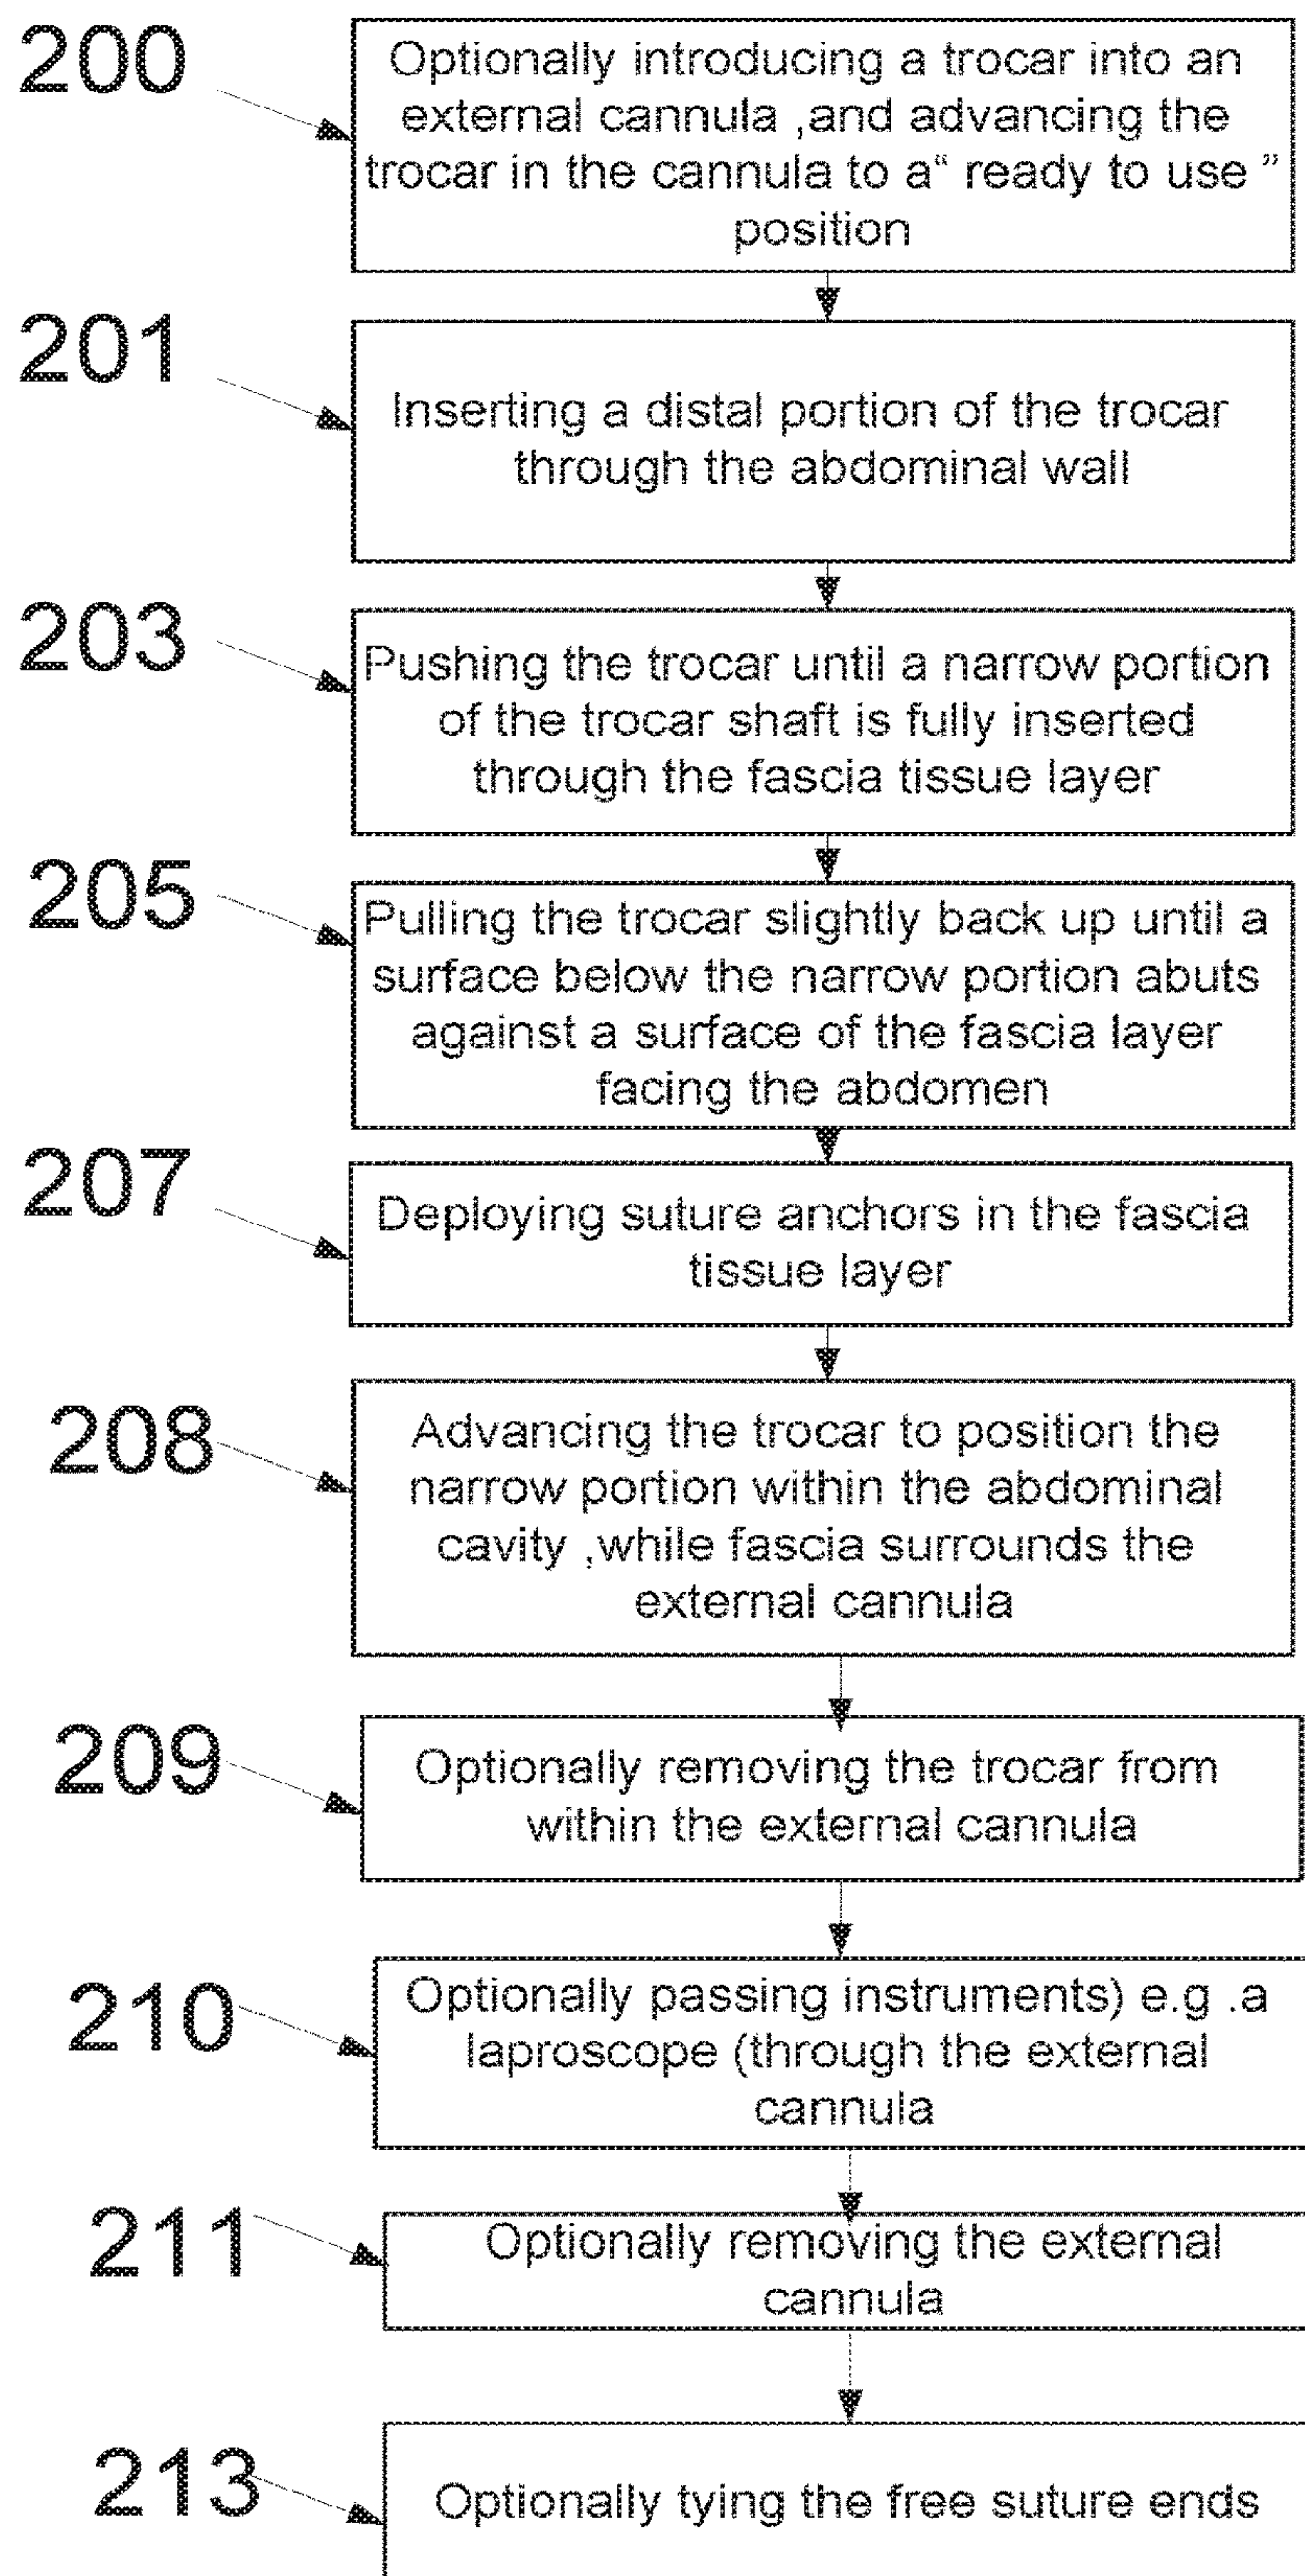 200
Optionally introducing a trocar into an
external cannula ,and advancing the
trocar in the cannula to a“ ready to use ”
position
201
Inserting a distal portion of the trocar
through the abdominal wall
203
Pushing the trocar until a narrow portion
of the trocar shaft is fully inserted
through the fascia tissue layer
205
Pulling the trocar slightly back up until a
surface below the narrow portion abuts
against a surface of the fascia layer
facing the abdomen
207
Deploying suture anchors in the fascia
tissue layer
208
Advancing the trocar to position the
narrow portion within the abdominal
cavity ,while fascia surrounds the
external cannula
209
Optionally removing the trocar from
within the external cannula
210
Optionally passing instruments) e.g .a
laproscope (through the external
cannula
211
Optionally removing the external
cannula
213
Optionally tying the free suture ends